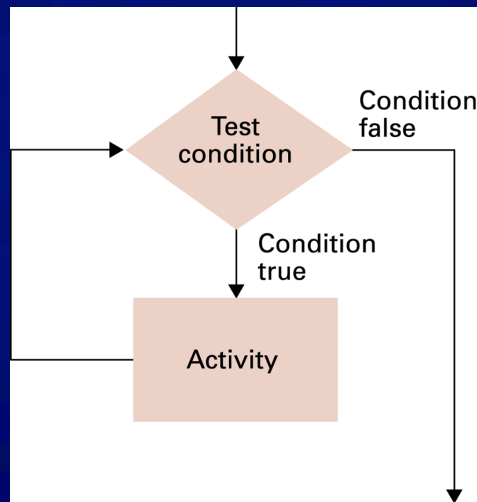 Test
condition
Condition
false
Condition
true
Activity